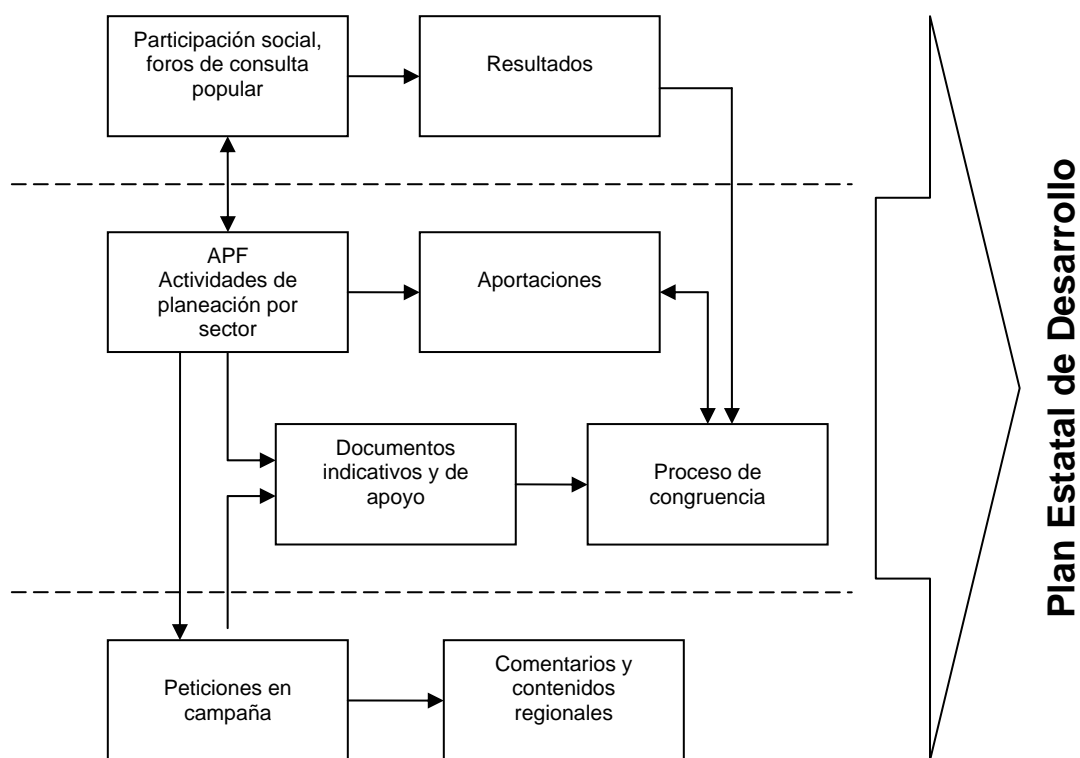 Participación social,
foros de consulta
popular
Resultados
APF
Actividades de
planeación por
sector
Aportaciones
Documentos
indicativos y de
apoyo
Proceso de
congruencia
Peticiones en
campaña
Comentarios y
contenidos
regionales
Plan Estatal de Desarrollo